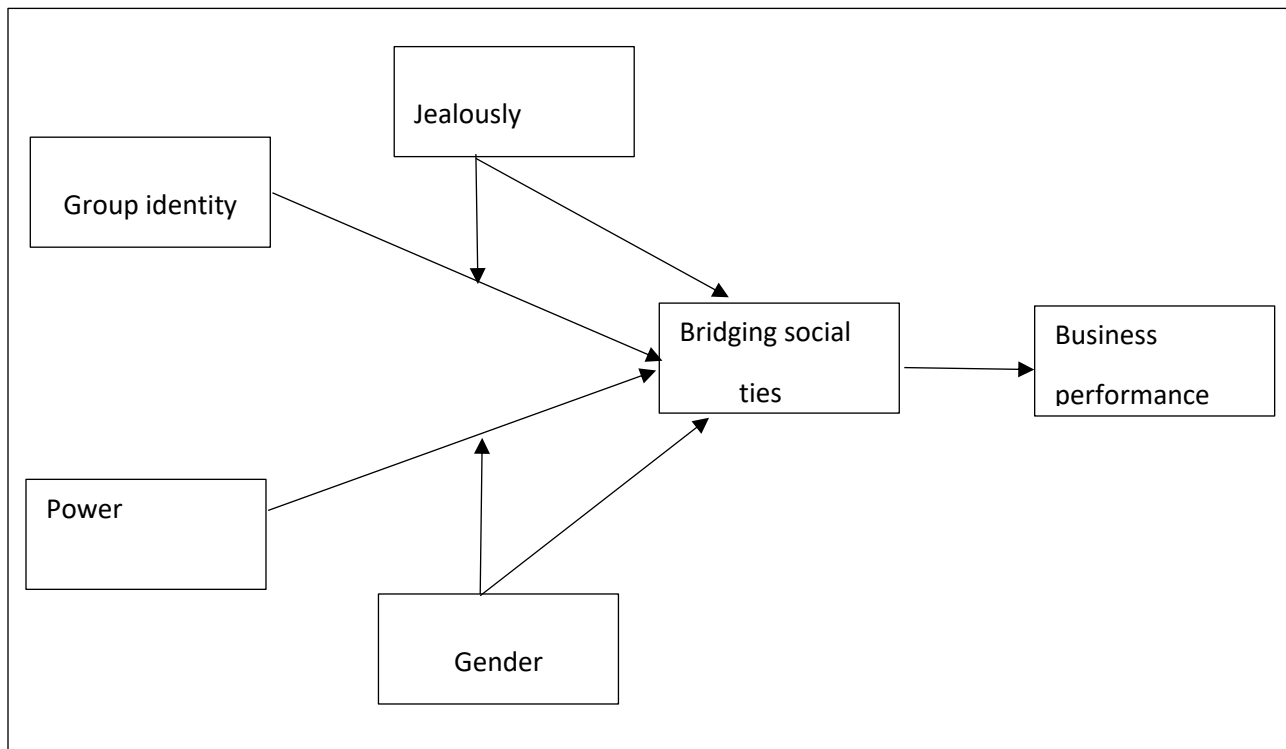 Jealously
Group identity
Bridging social
ties
Business
performance
Power
Gender